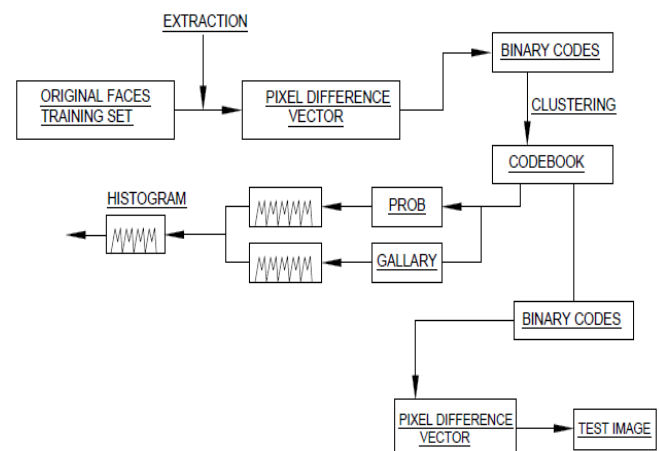 EXTRACTION
ORIGINAL FACES
TRAINING SET
PIXEL DIFFERENCE
VECTOR
BINARY CODES
CLUSTERING
CODEBOOK
HISTOGRAM
PROB
GALLARY
BINARY CODES
PIXEL DIFFERENCE
VECTOR
TEST IMAGE